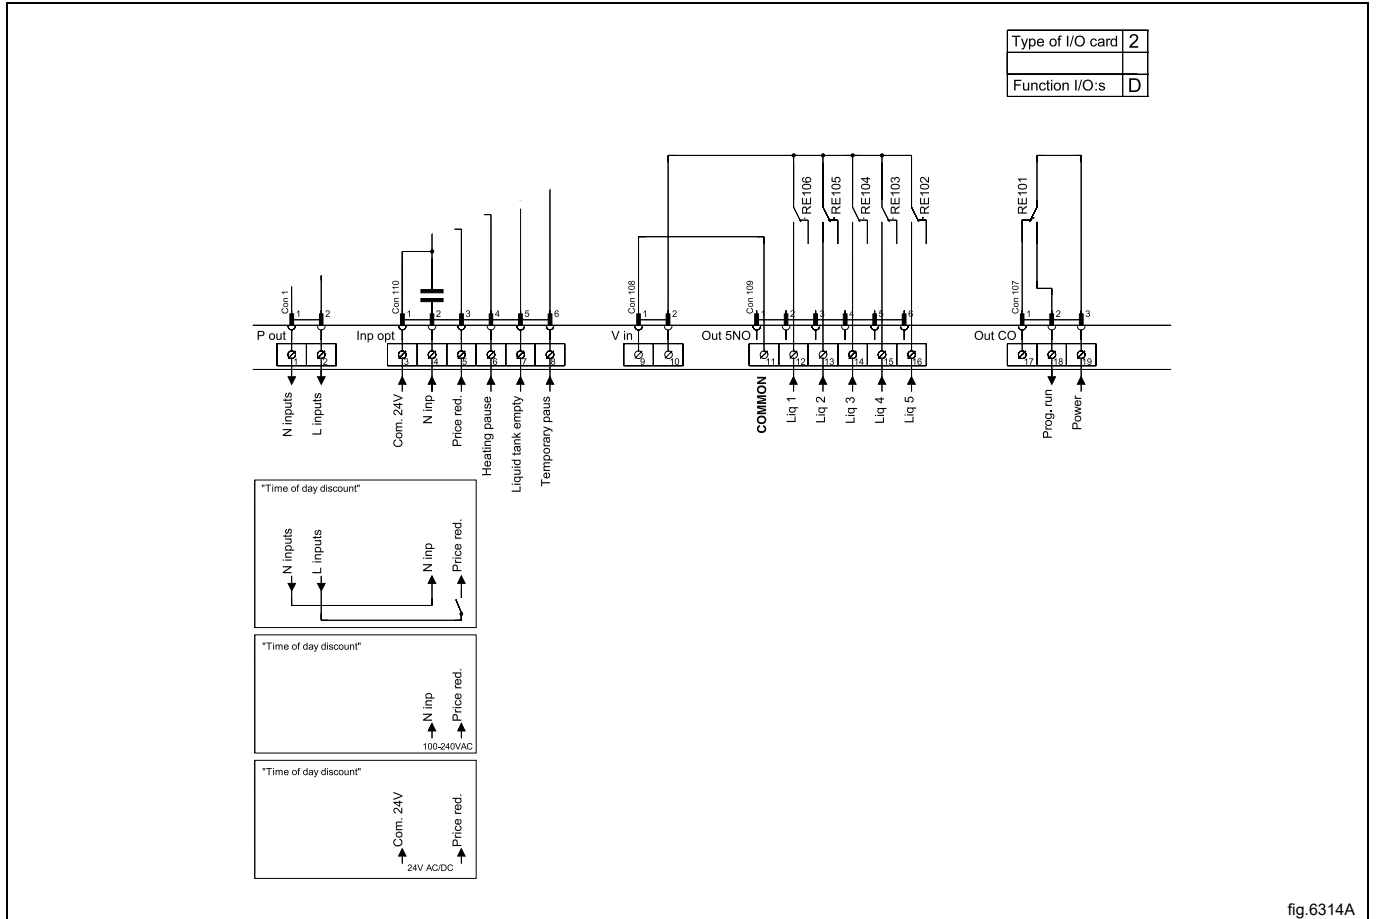 Type of I/O card 2
Function I/O:s D
RE106 RE105 RE104 RE103 RE102 RE101
Con 1 Con 110 Con 108 Con 109 Con 107
1 2 1 2 3 4 5 6 1 2 1 2 3 4 5 6 1 2 3
P out Inp opt V in Out 5NO Out CO
1 2 3 4 5 6 7 8 9 10 11 12 13 14 15 16 17 18 19
N inputs
L inputs
Com. 24V
N inp
Price red.
Heating pause
Liquid tank empty
Temporary paus
COMMON
Liq 1
Liq 2
Liq 3
Liq 4
Liq 5
Prog. run
Power
"Time of day discount"
N inputs
L inputs
N inp
Price red.
"Time of day discount"
N inp
Price red.
100-240VAC
"Time of day discount"
Com. 24V
Price red.
24V AC/DC
fig.6314A